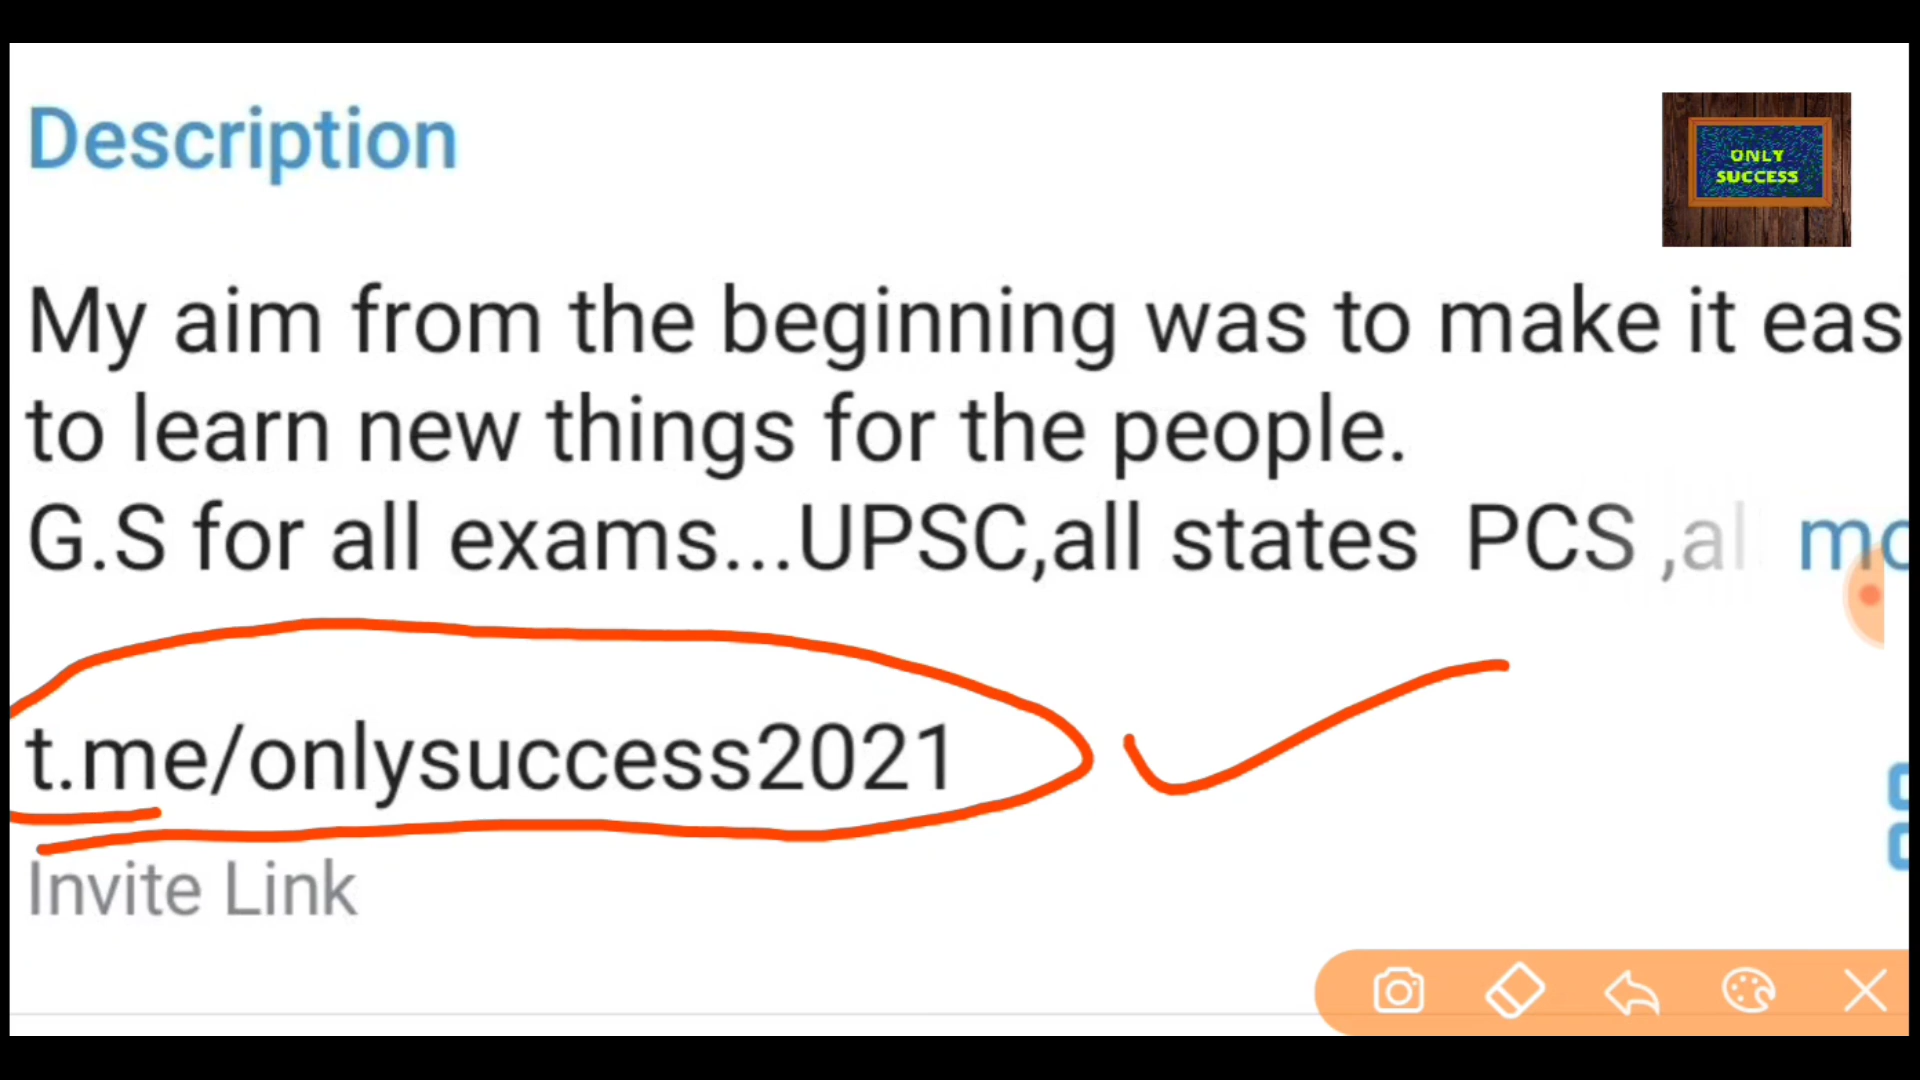 Description
ONLY
SUCCESS
My aim from the beginning was to make it eas
to learn new things for the people.
G.S for all exams...UPSC,all states PCS ,al mo
t.me/onlysuccess2021
Invite Link